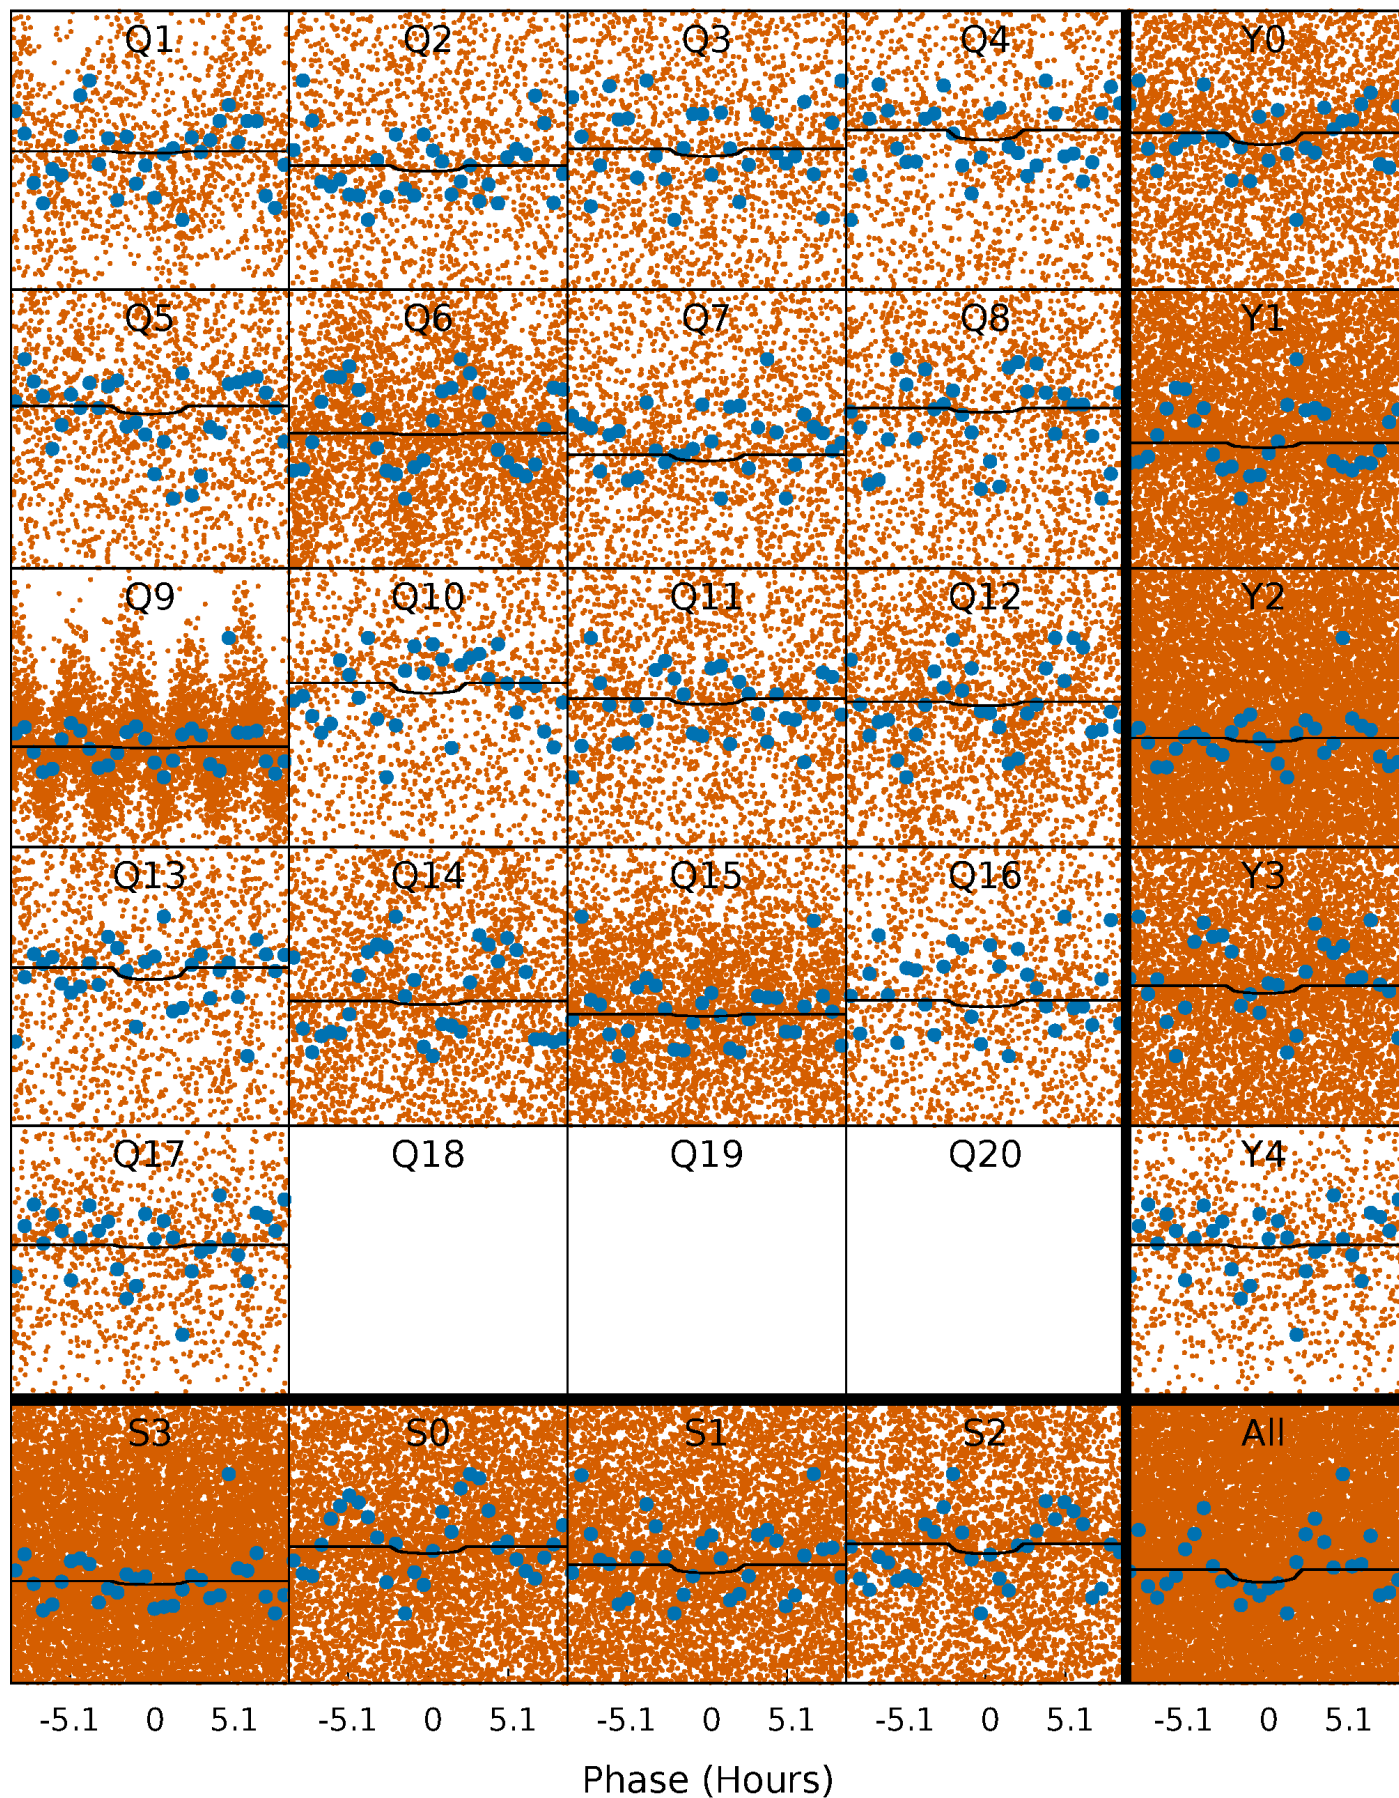 Q1 Q2 Q3 Q4 Y0
Q5 Q6 Q7 Q8 Y1
Q9 Q10 Q11 Q12 Y2
Q13 Q14 Q15 Q16 Y3
Q17 Q18 Q19 Q20 Y4
S3 S0 S1 S2 All
-5.1 0 5.1 -5.1 0 5.1 -5.1 0 5.1 -5.1 0 5.1 -5.1 0 5.1
Phase (Hours)